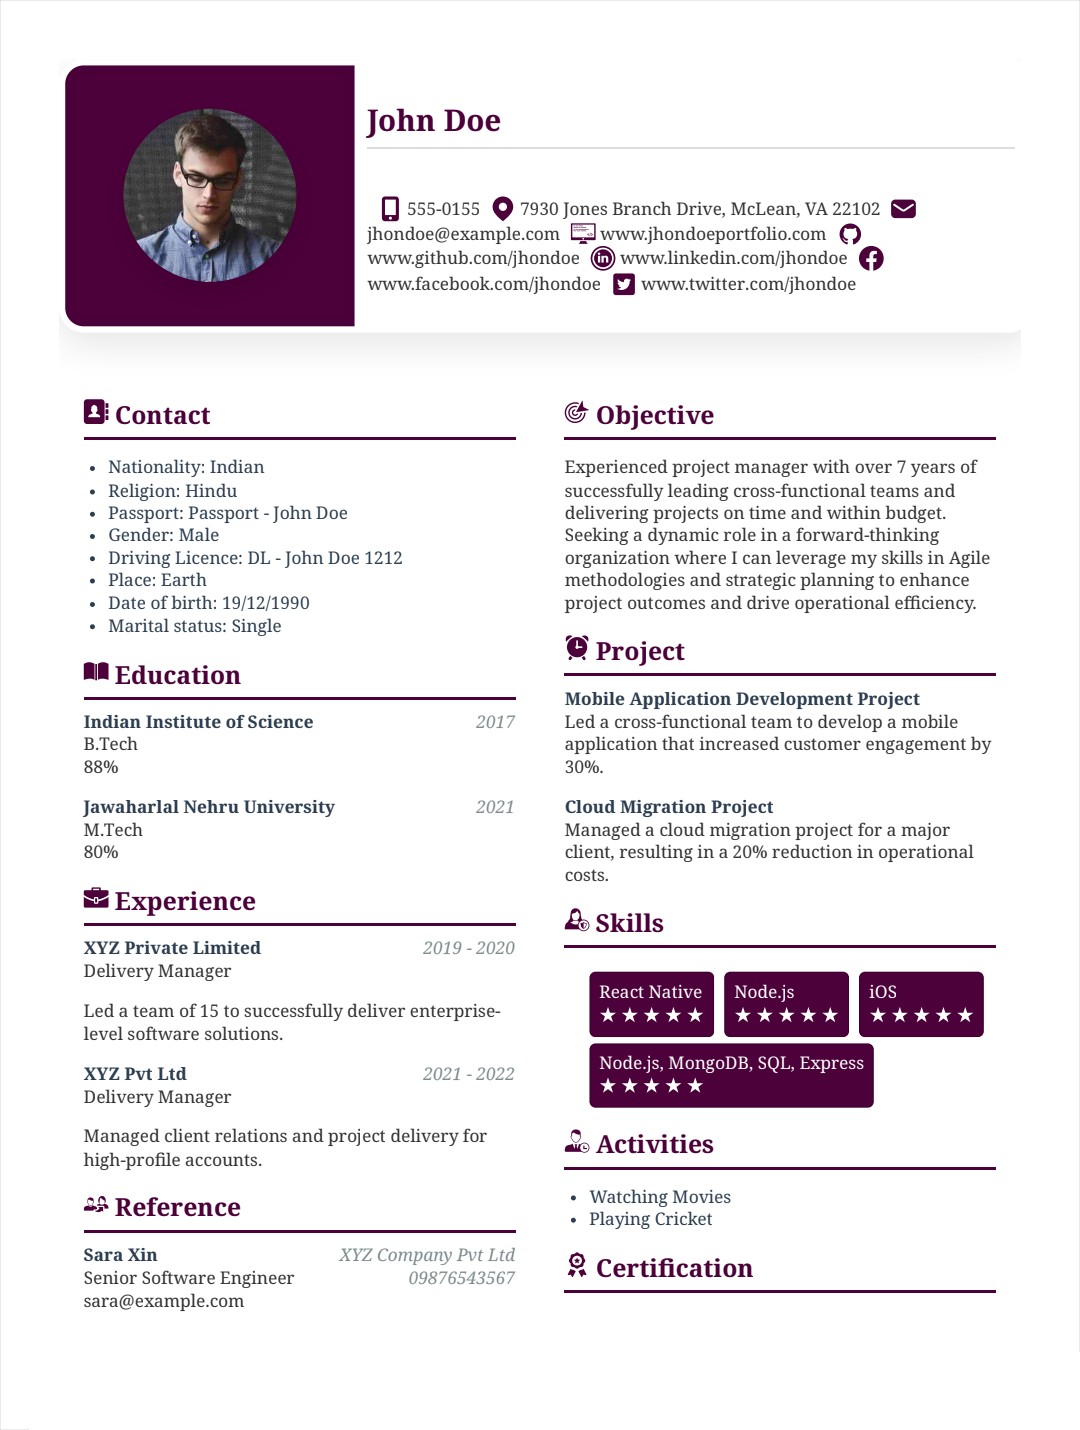 John Doe
555-0155 7930 Jones Branch Drive, McLean, VA 22102
jhondoe@example.com www.jhondoeportfolio.com
www.github.com/jhondoe www.linkedin.com/jhondoe
www.facebook.com/jhondoe www.twitter.com/jhondoe
Contact
• Nationality: Indian
• Religion: Hindu
• Passport: Passport - John Doe
• Gender: Male
• Driving Licence: DL - John Doe 1212
• Place: Earth
• Date of birth: 19/12/1990
• Marital status: Single
Education
Indian Institute of Science 2017
B.Tech
88%
Jawaharlal Nehru University 2021
M.Tech
80%
Experience
XYZ Private Limited 2019 - 2020
Delivery Manager
Led a team of 15 to successfully deliver enterprise-
level software solutions.
XYZ Pvt Ltd 2021 - 2022
Delivery Manager
Managed client relations and project delivery for
high-profile accounts.
Reference
Sara Xin XYZ Company Pvt Ltd
Senior Software Engineer 09876543567
sara@example.com
Objective
Experienced project manager with over 7 years of
successfully leading cross-functional teams and
delivering projects on time and within budget.
Seeking a dynamic role in a forward-thinking
organization where I can leverage my skills in Agile
methodologies and strategic planning to enhance
project outcomes and drive operational efficiency.
Project
Mobile Application Development Project
Led a cross-functional team to develop a mobile
application that increased customer engagement by
30%.
Cloud Migration Project
Managed a cloud migration project for a major
client, resulting in a 20% reduction in operational
costs.
Skills
React Native Node.js iOS
★★★★★ ★★★★★ ★★★★★
Node.js, MongoDB, SQL, Express
★★★★★
Activities
• Watching Movies
• Playing Cricket
Certification